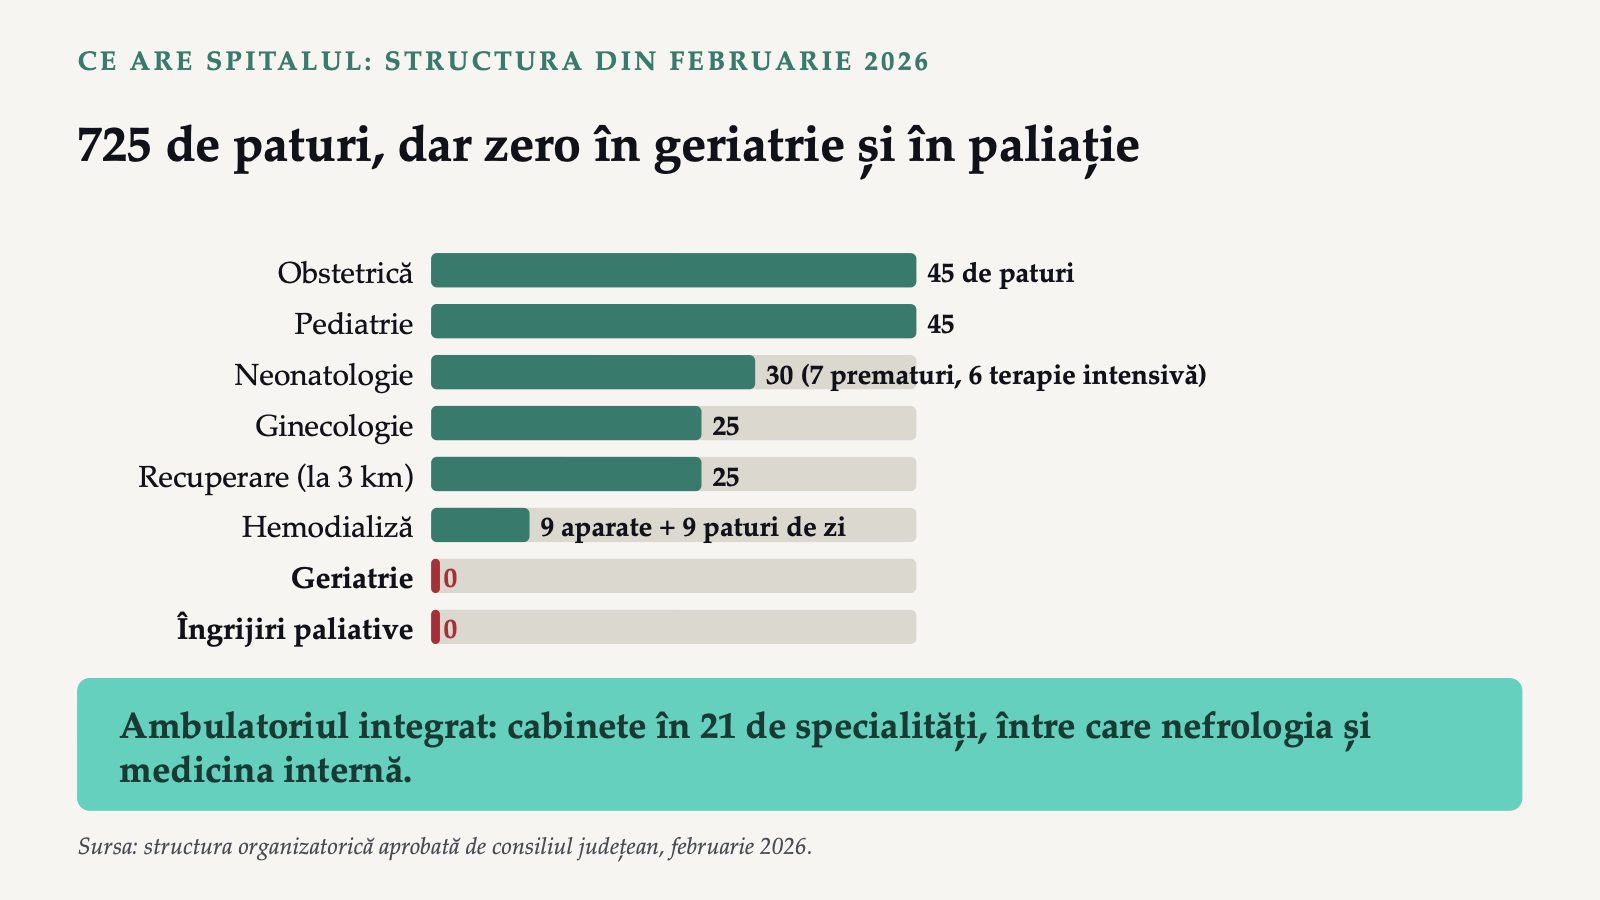 CE ARE SPITALUL: STRUCTURA DIN FEBRUARIE 2026
725 de paturi, dar zero în geriatrie și în paliație
Obstetrică 45 de paturi
Pediatrie 45
Neonatologie 30 (7 prematuri, 6 terapie intensivă)
Ginecologie 25
Recuperare (la 3 km) 25
Hemodializă 9 aparate + 9 paturi de zi
Geriatrie 0
Îngrijiri paliative 0
Ambulatoriul integrat: cabinete în 21 de specialități, între care nefrologia și
medicina internă.
Sursa: structura organizatorică aprobată de consiliul județean, februarie 2026.